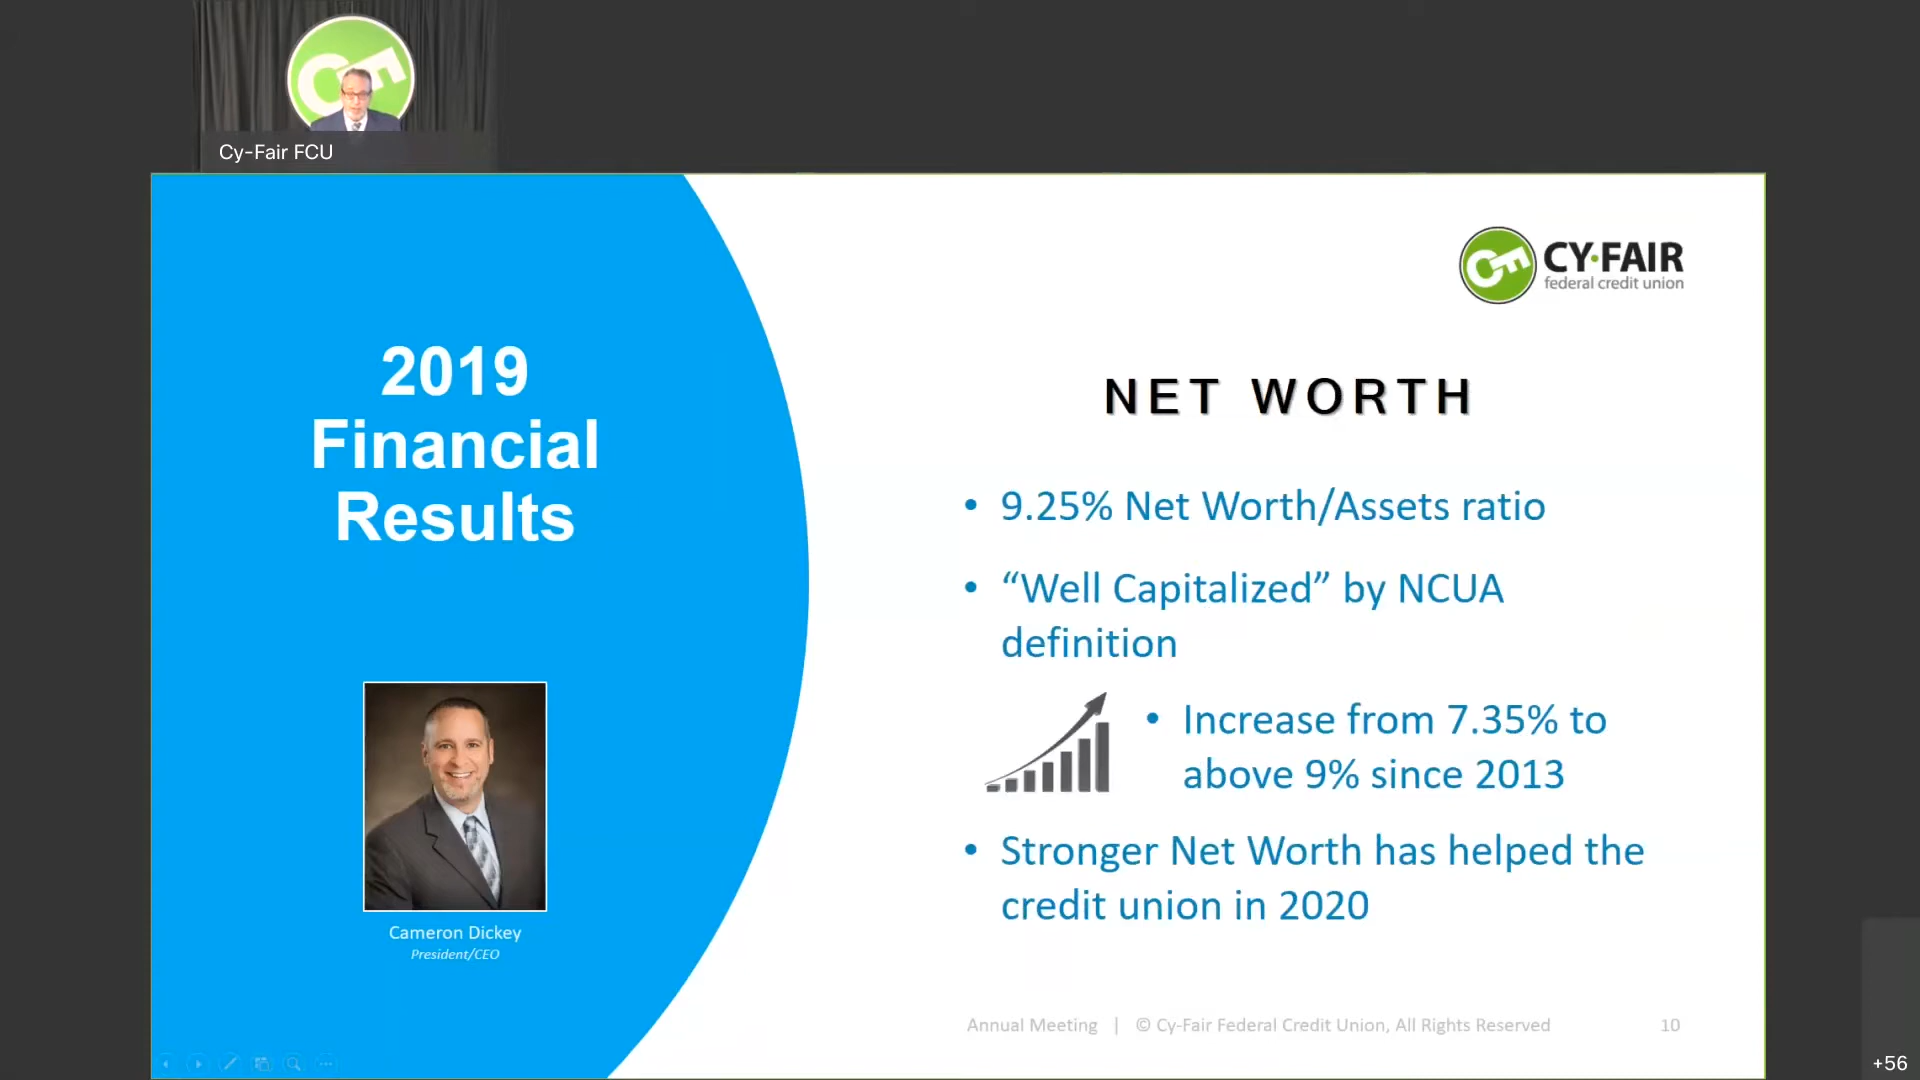 CF
Cy-Fair FCU
CF
CY·FAIR
federal credit union
2019
Financial
Results
NET WORTH
• 9.25% Net Worth/Assets ratio
• “Well Capitalized” by NCUA
definition
• Increase from 7.35% to
above 9% since 2013
• Stronger Net Worth has helped the
credit union in 2020
Cameron Dickey
President/CEO
Annual Meeting | © Cy-Fair Federal Credit Union, All Rights Reserved 10
+56